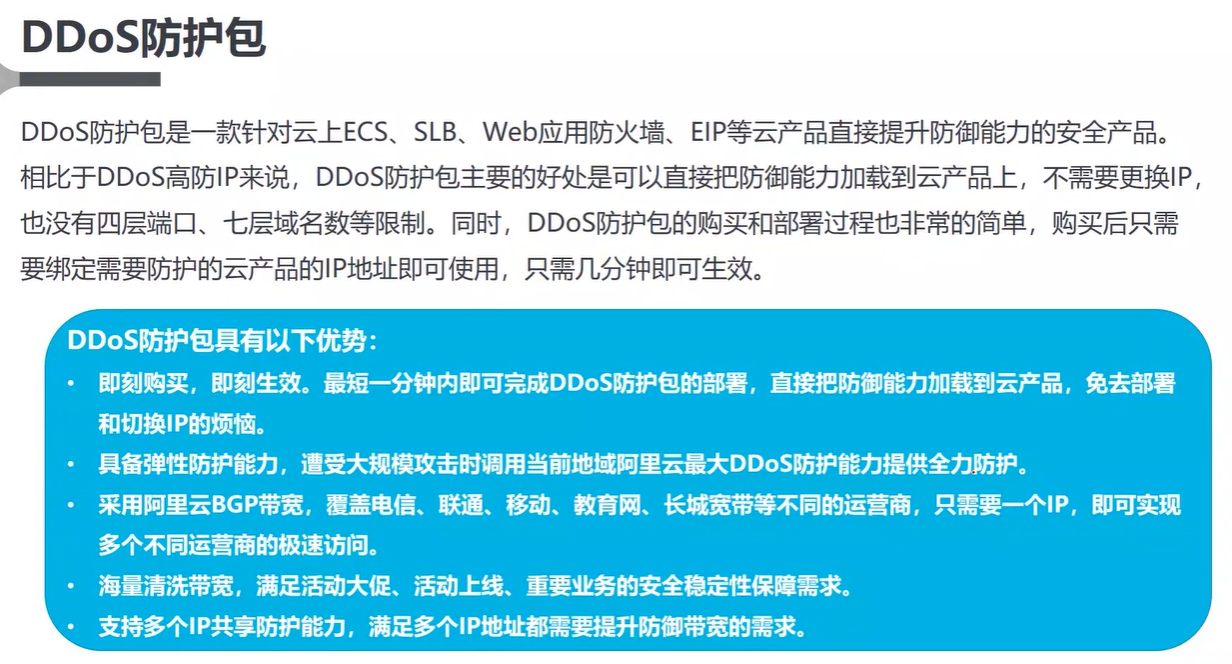 DDoS防护包
DDoS防护包是一款针对云上ECS、SLB、Web应用防火墙、EIP等云产品直接提升防御能力的安全产品。
相比于DDoS高防IP来说，DDoS防护包主要的好处是可以直接把防御能力加载到云产品上，不需要更换IP，
也没有四层端口、七层域名数等限制。同时，DDoS防护包的购买和部署过程也非常的简单，购买后只需
要绑定需要防护的云产品的IP地址即可使用，只需几分钟即可生效。
DDoS防护包具有以下优势：
• 即刻购买，即刻生效。最短一分钟内即可完成DDoS防护包的部署，直接把防御能力加载到云产品，免去部署
和切换IP的烦恼。
• 具备弹性防护能力，遭受大规模攻击时调用当前地域阿里云最大DDoS防护能力提供全力防护。
• 采用阿里云BGP带宽，覆盖电信、联通、移动、教育网、长城宽带等不同的运营商，只需要一个IP，即可实现
多个不同运营商的极速访问。
• 海量清洗带宽，满足活动大促、活动上线、重要业务的安全稳定性保障需求。
• 支持多个IP共享防护能力，满足多个IP地址都需要提升防御带宽的需求。